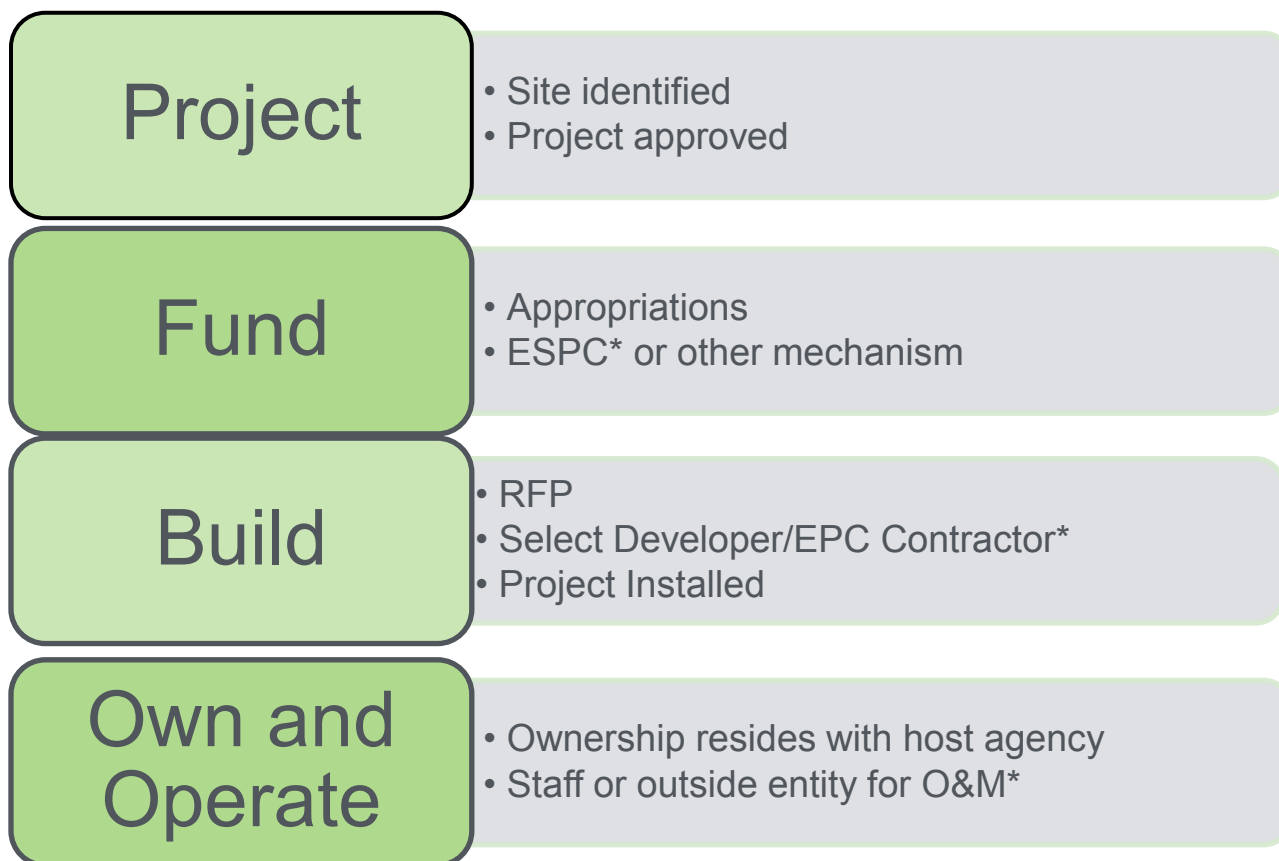 Project
• Site identified
• Project approved
Fund
• Appropriations
• ESPC* or other mechanism
Build
• RFP
• Select Developer/EPC Contractor*
• Project Installed
Own and
Operate
• Ownership resides with host agency
• Staff or outside entity for O&M*